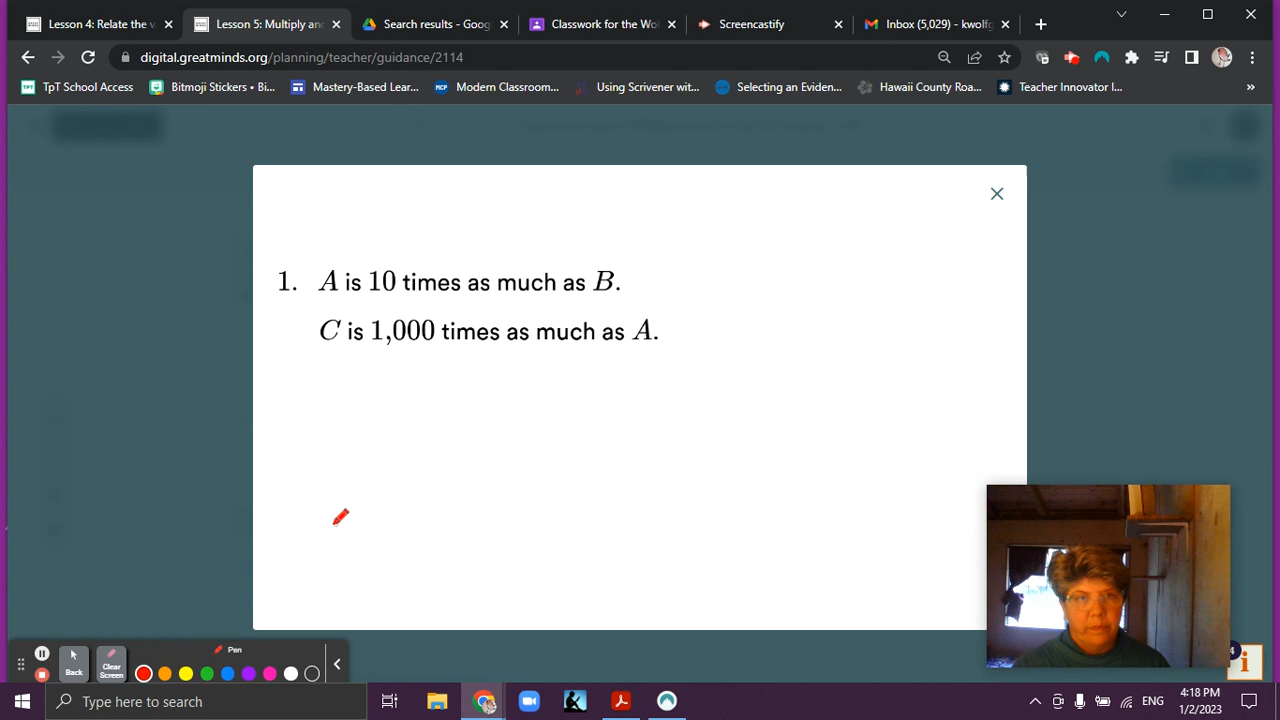 Lesson 4: Relate the v
Lesson 5: Multiply an
Search results - Goog
Classwork for the Wol
Screencastify
Inbox (5,029) - kwolfg
digital.greatminds.org/planning/teacher/guidance/2114
TpT School Access
Bitmoji Stickers • Bi...
Mastery-Based Lear...
MCP
Modern Classroom...
Using Scrivener wit...
Selecting an Eviden...
Hawaii County Roa...
Teacher Innovator I...
1. A is 10 times as much as B.
C is 1,000 times as much as A.
Pen
Back
Clear Screen
Type here to search
ENG
4:18 PM
1/2/2023